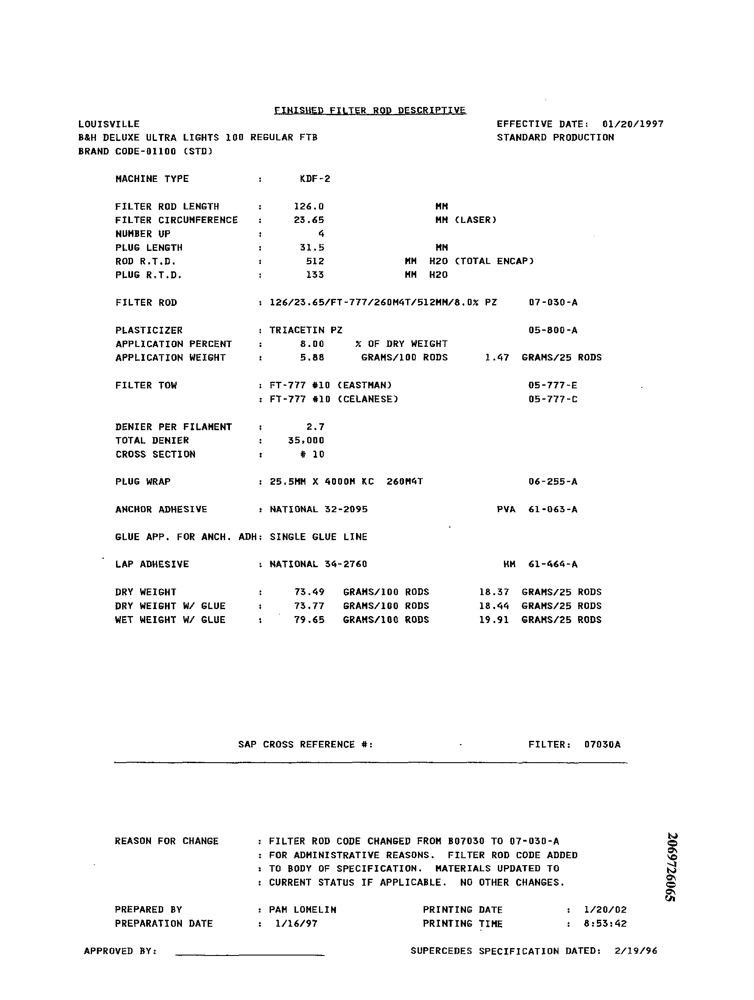 FINISHED FILTER ROD DESCRIPTIVE
LOUISVILLE EFFECTIVE DATE: 01/20/1997
B&H DELUXE ULTRA LIGHTS 100 REGULAR FTB STANDARD PRODUCTION
BRAND CODE-01100 (STD)
MACHINE TYPE : KDF-2
FILTER ROD LENGTH : 126.0 MM
FILTER CIRCUMFERENCE : 23.65 MM (LASER)
NUMBER UP : 4
PLUG LENGTH : 31.5 MM
ROD R.T.D. : 512 MM H2O (TOTAL ENCAP)
PLUG R.T.D. : 133 MM H2O
FILTER ROD : 126/23.65/FT-777/260M4T/512MM/8.0% PZ 07-030-A
PLASTICIZER : TRIACETIN PZ 05-800-A
APPLICATION PERCENT : 8.00 % OF DRY WEIGHT
APPLICATION WEIGHT : 5.88 GRAMS/100 RODS 1.47 GRAMS/25 RODS
FILTER TOW : FT-777 #10 (EASTMAN) 05-777-E
: FT-777 #10 (CELANESE) 05-777-C
DENIER PER FILAMENT : 2.7
TOTAL DENIER : 35,000
CROSS SECTION : # 10
PLUG WRAP : 25.5MM X 4000M KC 260M4T 06-255-A
ANCHOR ADHESIVE : NATIONAL 32-2095 PVA 61-063-A
GLUE APP. FOR ANCH. ADH: SINGLE GLUE LINE
LAP ADHESIVE : NATIONAL 34-2760 HM 61-464-A
DRY WEIGHT : 73.49 GRAMS/100 RODS 18.37 GRAMS/25 RODS
DRY WEIGHT W/ GLUE : 73.77 GRAMS/100 RODS 18.44 GRAMS/25 RODS
WET WEIGHT W/ GLUE : 79.65 GRAMS/100 RODS 19.91 GRAMS/25 RODS
SAP CROSS REFERENCE #: FILTER: 07030A
REASON FOR CHANGE : FILTER ROD CODE CHANGED FROM B07030 TO 07-030-A
: FOR ADMINISTRATIVE REASONS. FILTER ROD CODE ADDED
: TO BODY OF SPECIFICATION. MATERIALS UPDATED TO
: CURRENT STATUS IF APPLICABLE. NO OTHER CHANGES.
2069726065
PREPARED BY : PAM LOMELIN PRINTING DATE : 1/20/02
PREPARATION DATE : 1/16/97 PRINTING TIME : 8:53:42
APPROVED BY: SUPERCEDES SPECIFICATION DATED: 2/19/96